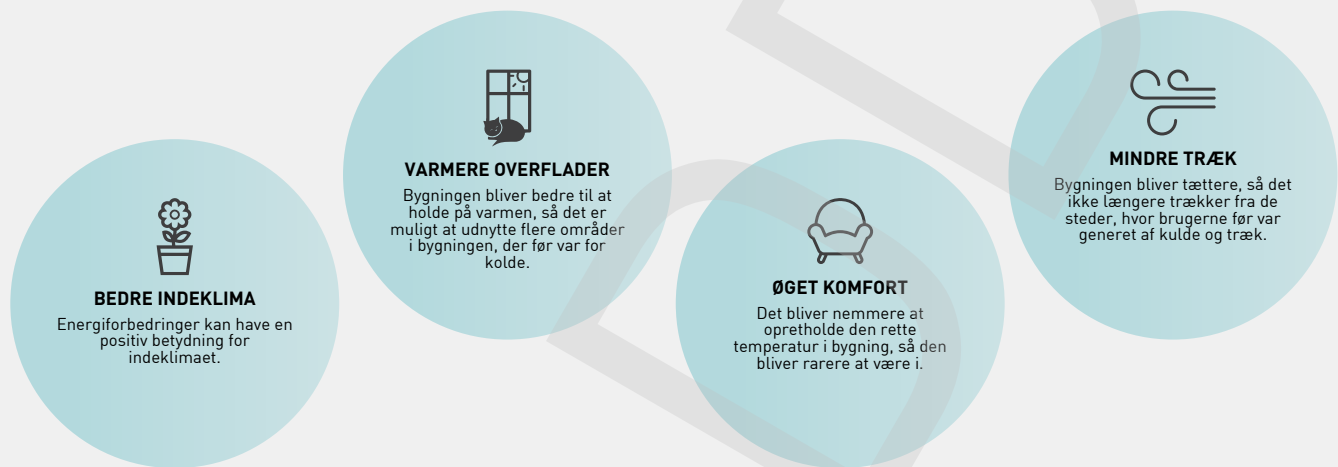 BEDRE INDEKLIMA
Energiforbedringer kan have en
positiv betydning for
indeklimaet.
VARMERE OVERFLADER
Bygningen bliver bedre til at
holde på varmen, så det er
muligt at udnytte flere områder
i bygningen, der før var for
kolde.
ØGET KOMFORT
Det bliver nemmere at
opretholde den rette
temperatur i bygning, så den
bliver rarere at være i.
MINDRE TRÆK
Bygningen bliver tættere, så det
ikke længere trækker fra de
steder, hvor brugerne før var
generet af kulde og træk.